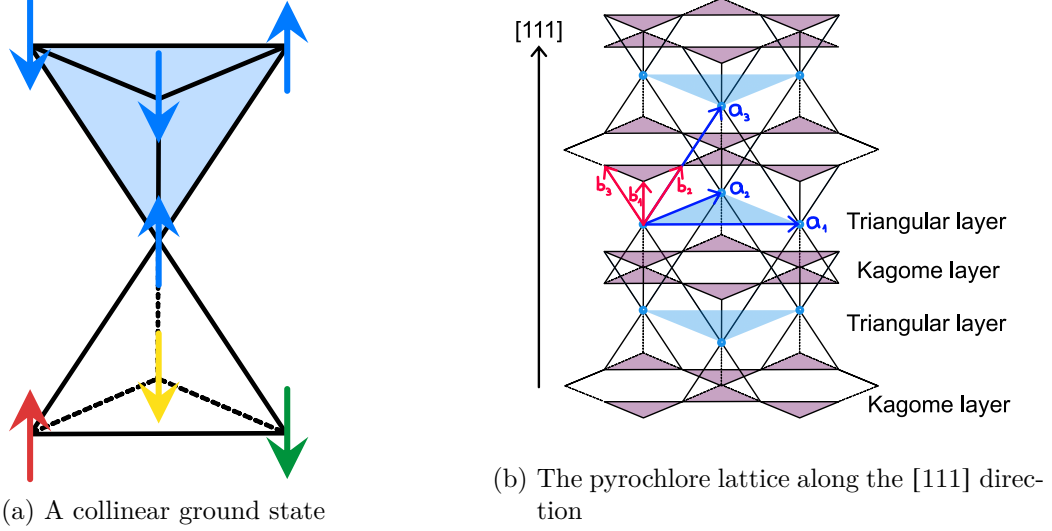 [111]
a₃
b₃
b₁
b₂
a₂
a₁
Triangular layer
Kagome layer
Triangular layer
Kagome layer
(a) A collinear ground state
(b) The pyrochlore lattice along the [111] direc-
tion